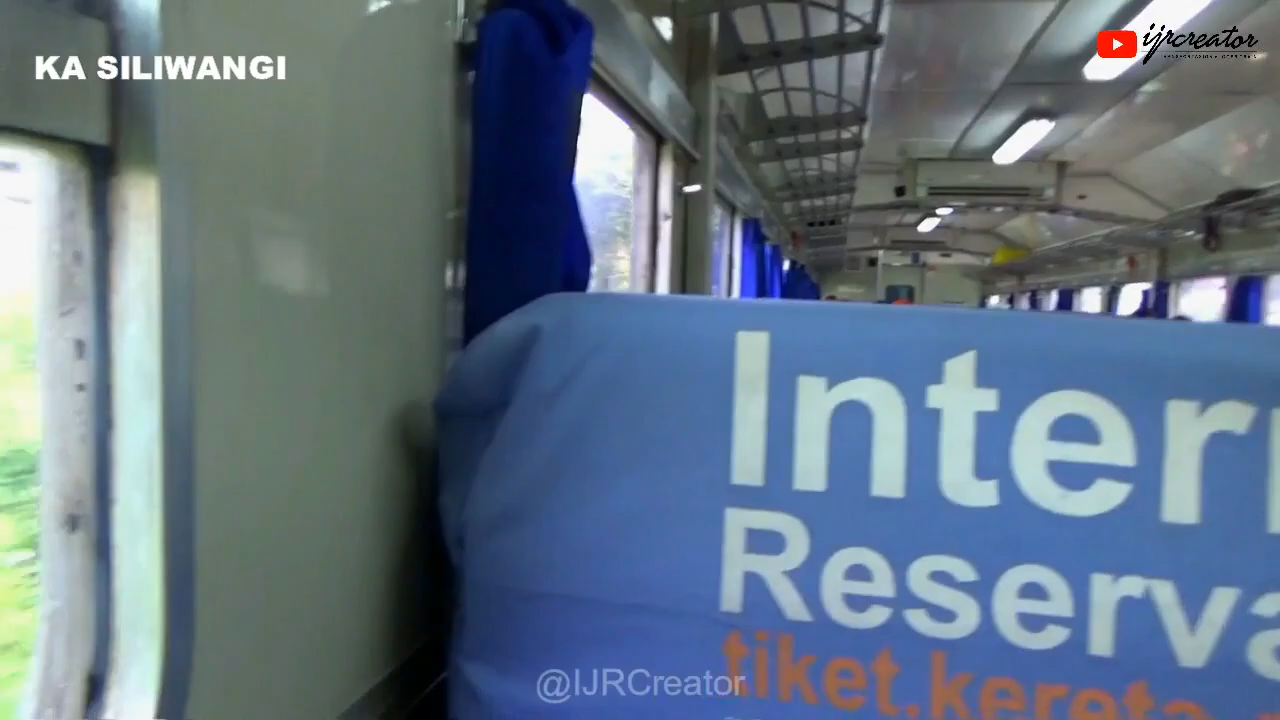 KA SILIWANGI
ijrcreator
Inter
Reserva
tiket.kereta
@IJRCreator